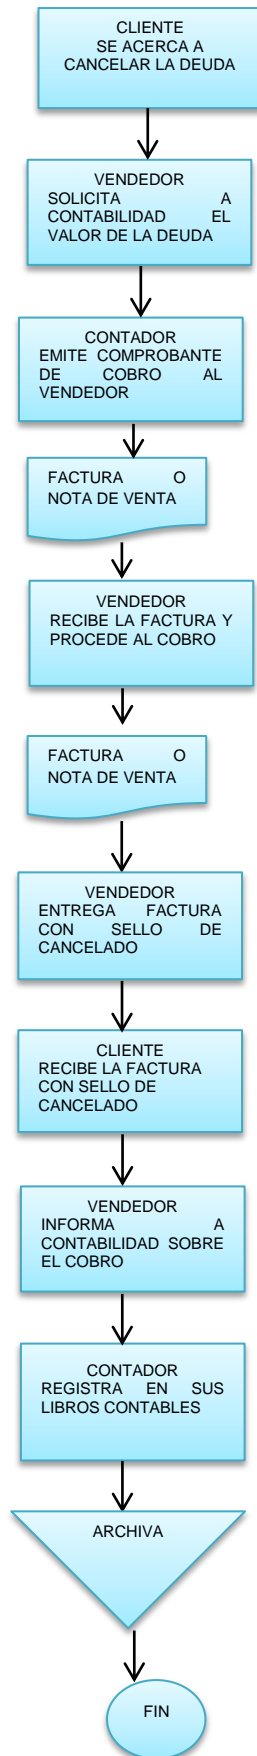 CLIENTE
SE ACERCA A
CANCELAR LA DEUDA
VENDEDOR
SOLICITA A
CONTABILIDAD EL
VALOR DE LA DEUDA
CONTADOR
EMITE COMPROBANTE
DE COBRO AL
VENDEDOR
FACTURA O
NOTA DE VENTA
VENDEDOR
RECIBE LA FACTURA Y
PROCEDE AL COBRO
FACTURA O
NOTA DE VENTA
VENDEDOR
ENTREGA FACTURA
CON SELLO DE
CANCELADO
CLIENTE
RECIBE LA FACTURA
CON SELLO DE
CANCELADO
VENDEDOR
INFORMA A
CONTABILIDAD SOBRE
EL COBRO
CONTADOR
REGISTRA EN SUS
LIBROS CONTABLES
ARCHIVA
FIN